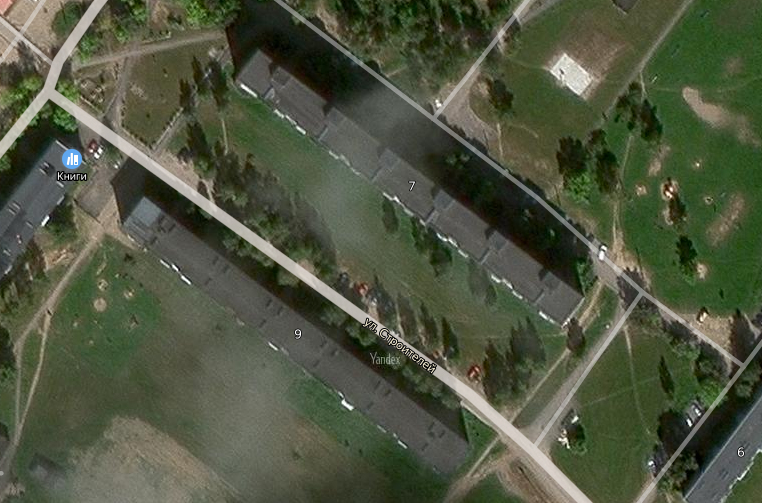 Книги
7
9
ул. Строителей
Yandex
6